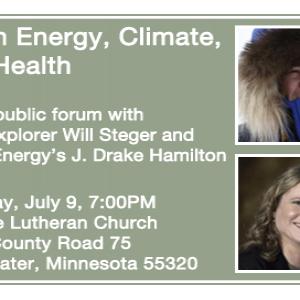 n Energy, Climate,
Health
public forum with
xplorer Will Steger and
Energy's J. Drake Hamilton
ay, July 9, 7:00PM
e Lutheran Church
County Road 75
ater, Minnesota 55320